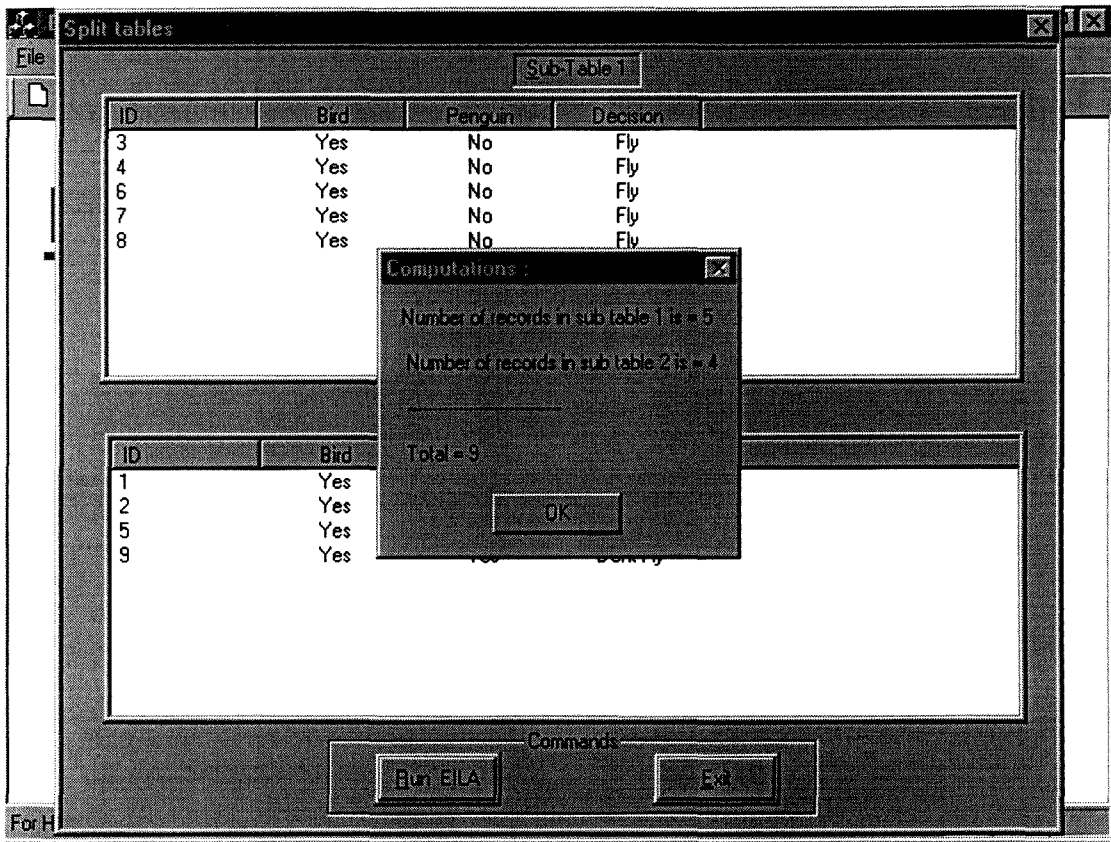 Split tables
File
Sub-Table 1
ID Bird Penguin Decision
3 Yes No Fly
4 Yes No Fly
6 Yes No Fly
7 Yes No Fly
8 Yes No Fly
Computations :
Number of records in sub table 1 is = 5
Number of records in sub table 2 is = 4
Total = 9
OK
ID Bird
1 Yes
2 Yes
5 Yes
9 Yes
Commands
Run EILA
Exit
For H